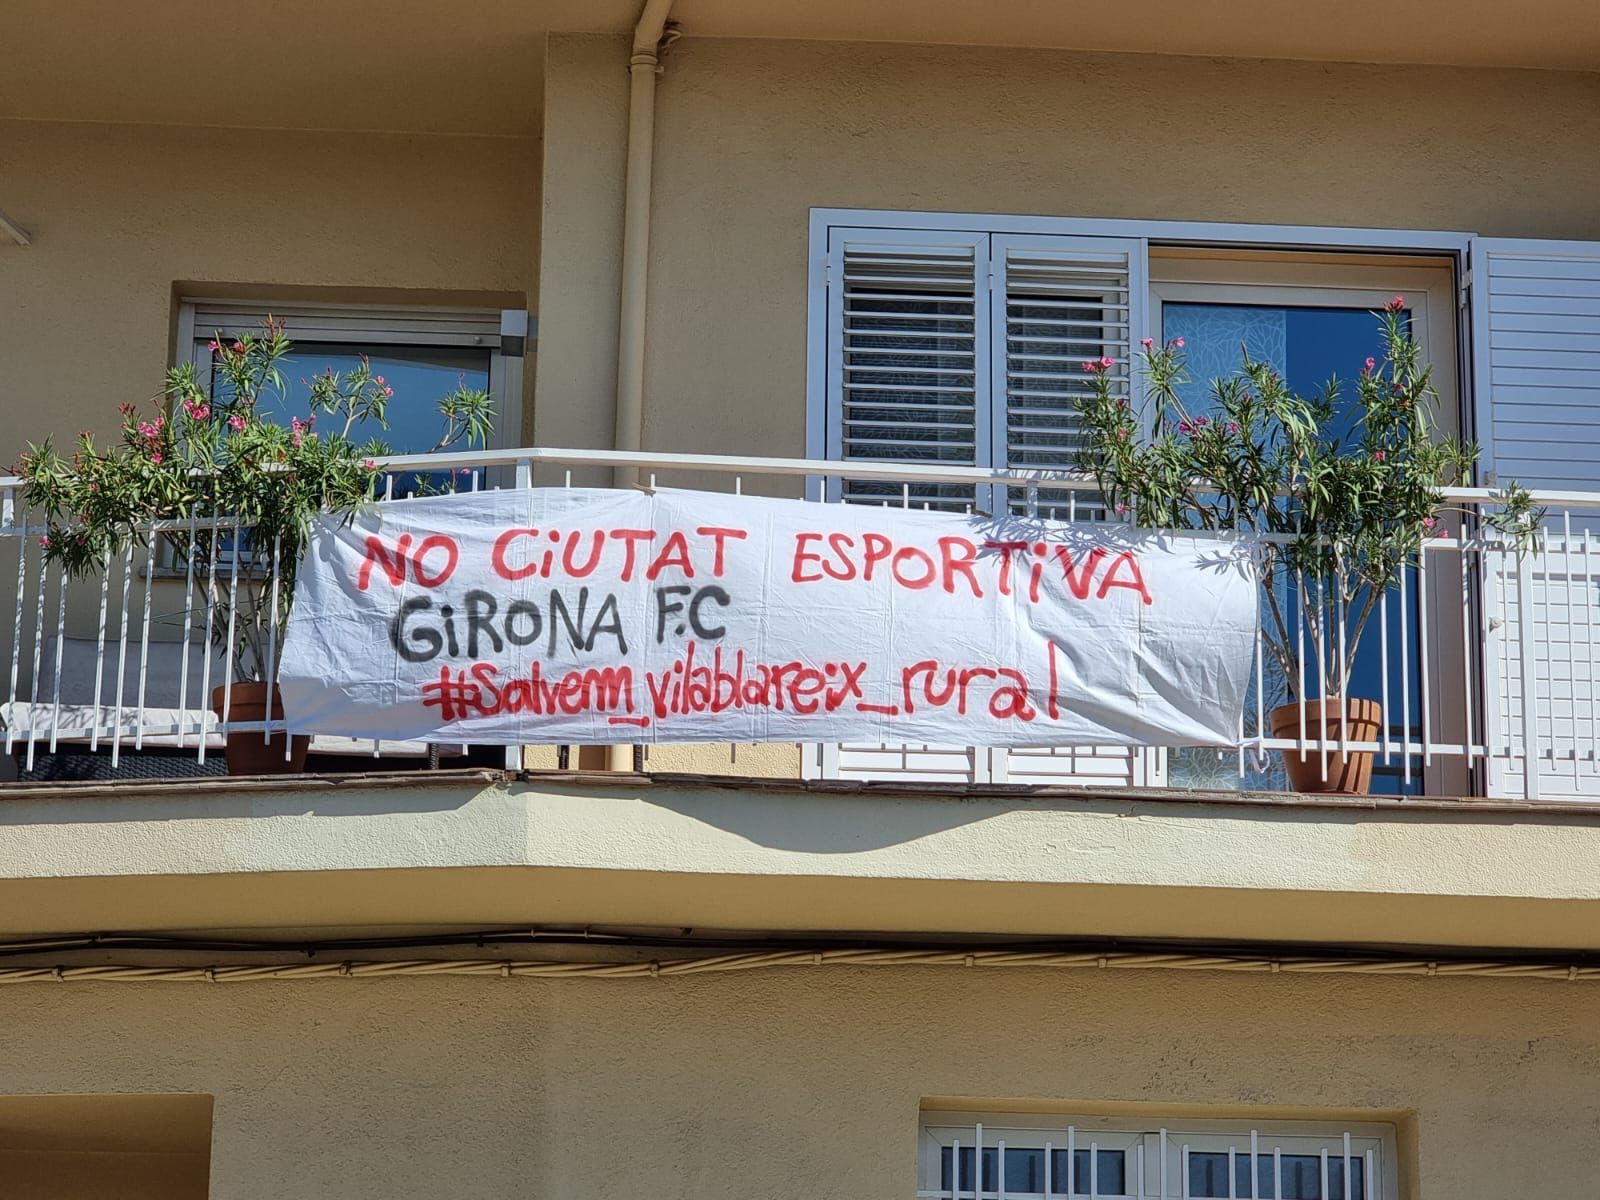 NO CiUTAT ESPORTiVA
GiRONA F.C
#Salvem_vilablareix_rural